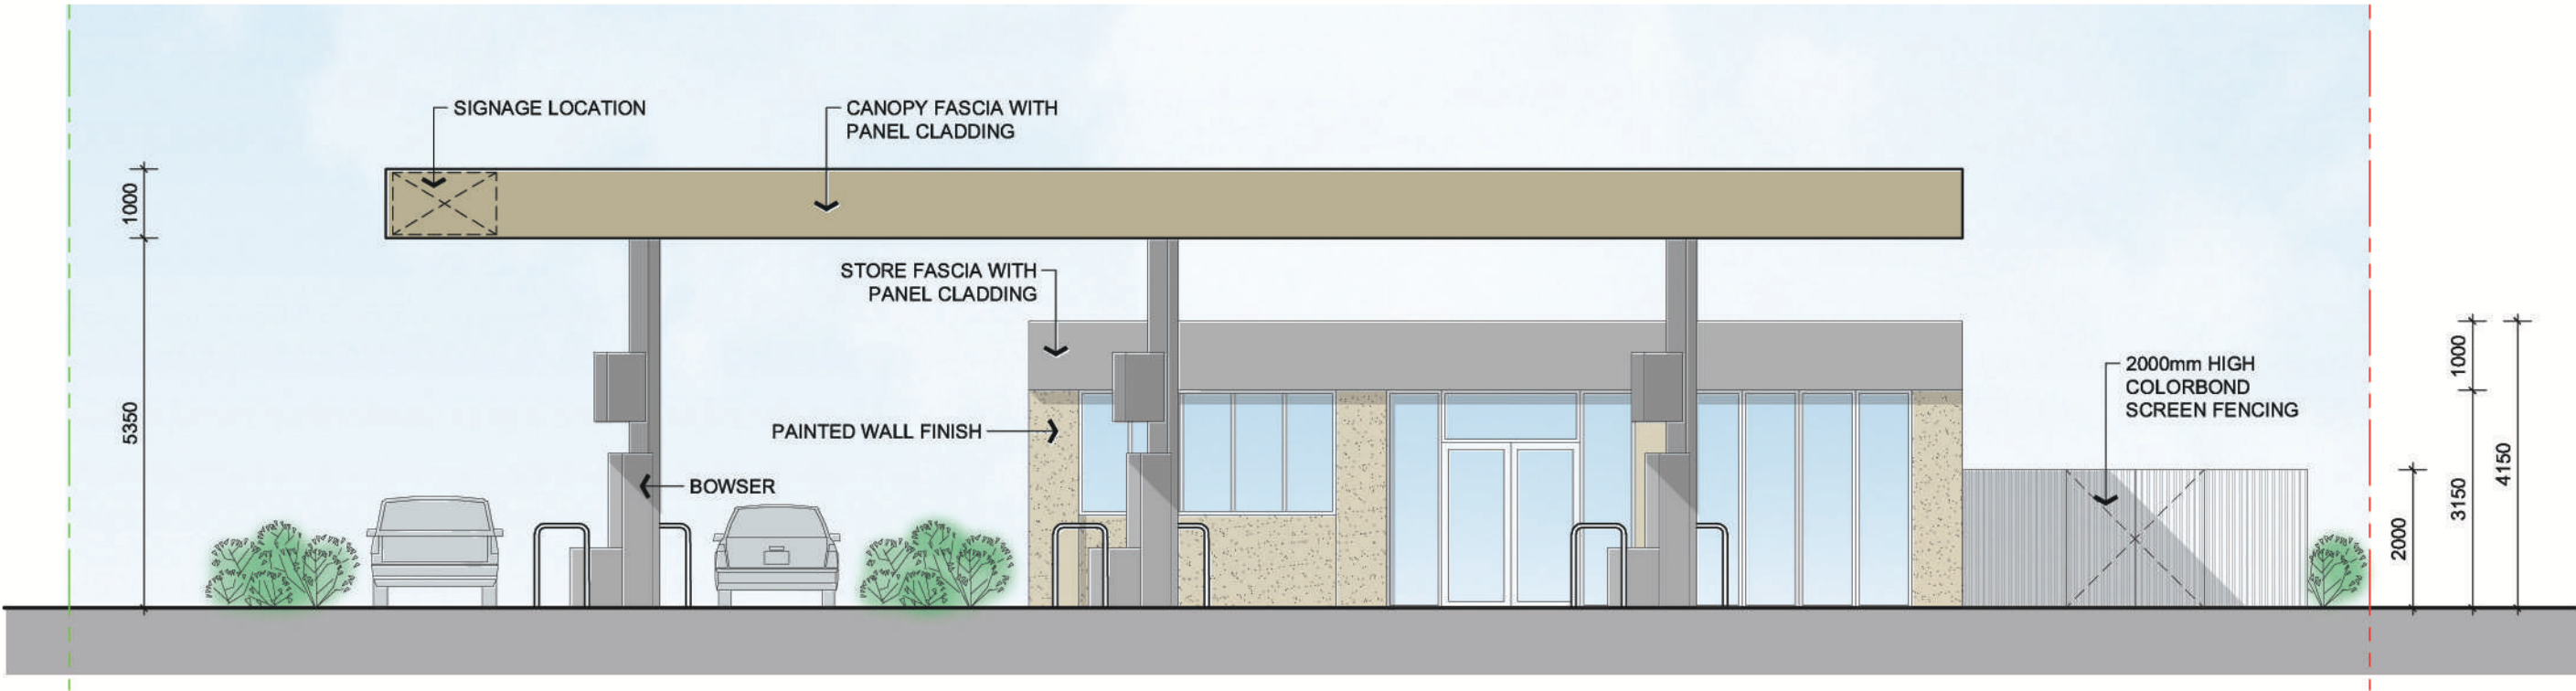 SIGNAGE LOCATION
CANOPY FASCIA WITH
PANEL CLADDING
1000
STORE FASCIA WITH
PANEL CLADDING
5350
PAINTED WALL FINISH
BOWSER
2000mm HIGH
COLORBOND
SCREEN FENCING
2000
1000
3150
4150